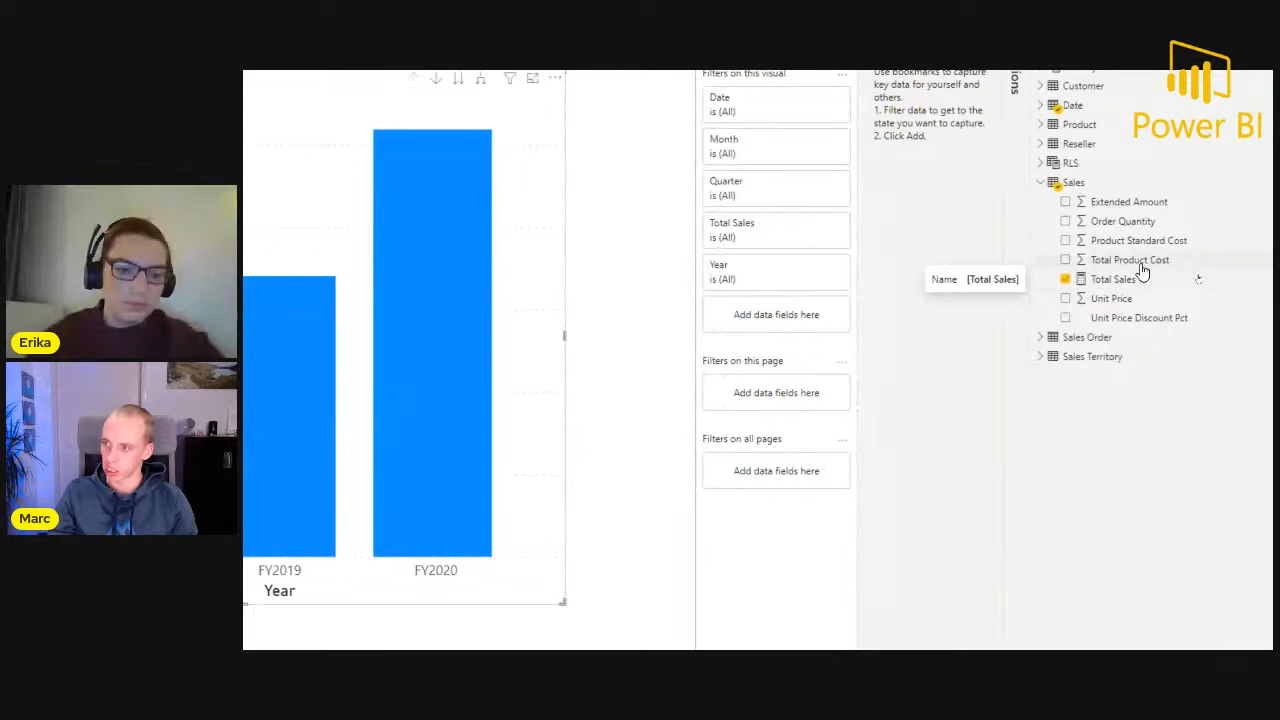 Erika
Marc
FY2019
FY2020
Year
Filters on this visual
...
Date
is (All)
Month
is (All)
Quarter
is (All)
Total Sales
is (All)
Year
is (All)
Add data fields here
Filters on this page
...
Add data fields here
Filters on all pages
...
Add data fields here
Use bookmarks to capture
key data for yourself and
others.
1. Filter data to get to the
state you want to capture.
2. Click Add.
Name [Total Sales]
Customer
Date
Product
Reseller
RLS
Sales
Extended Amount
Order Quantity
Product Standard Cost
Total Product Cost
Total Sales
Unit Price
Unit Price Discount Pct
Sales Order
Sales Territory
Power BI